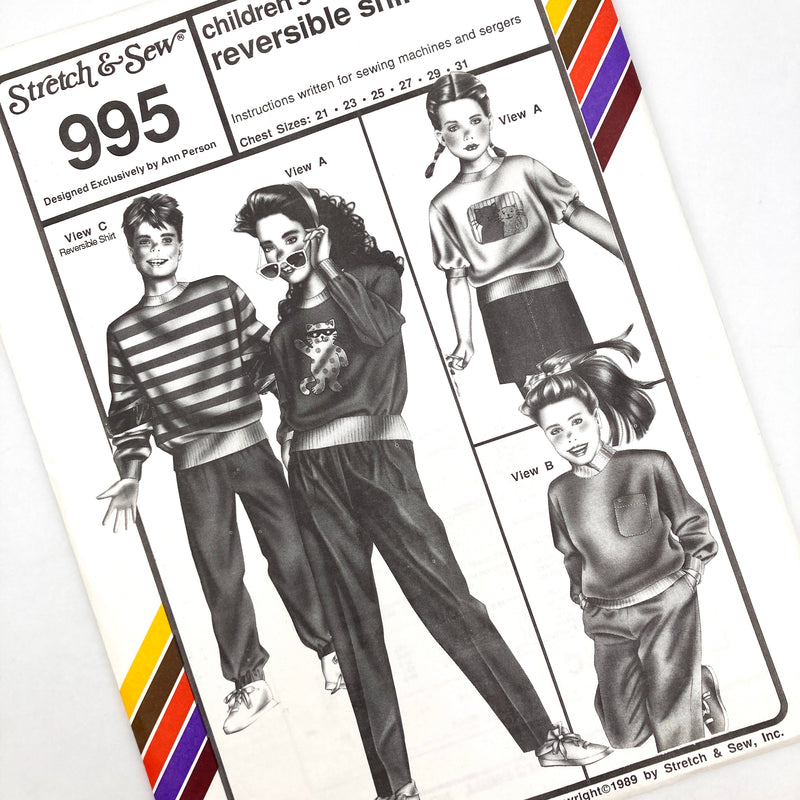 Stretch & Sew®
995
Designed Exclusively by Ann Person
children's
reversible
Instructions written for sewing machines and sergers
Chest Sizes: 21 • 23 • 25 • 27 • 29 • 31
View C
Reversible Shirt
View A
View A
View B
©1989 by Stretch & Sew, Inc.